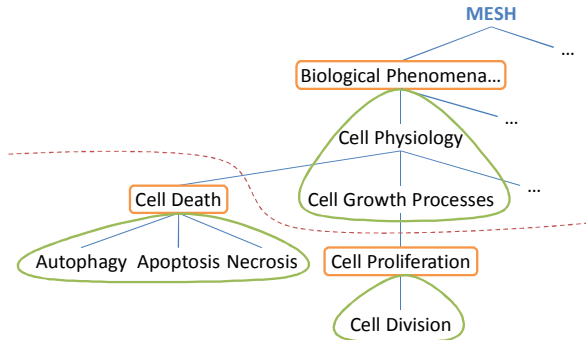 MESH
...
Biological Phenomena...
...
Cell Physiology
...
Cell Death
Cell Growth Processes
Autophagy Apoptosis Necrosis
Cell Proliferation
Cell Division